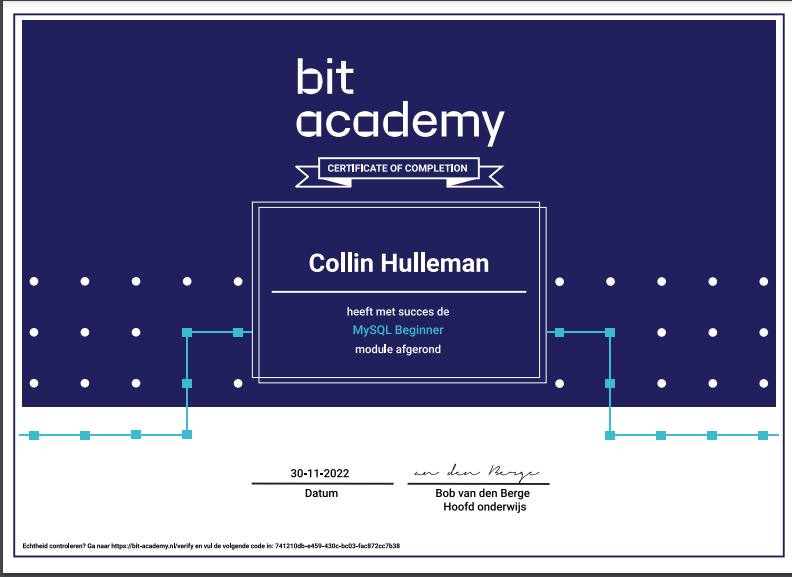 bit
academy
CERTIFICATE OF COMPLETION
Collin Hulleman
heeft met succes de
MySQL Beginner
module afgerond
30-11-2022
Datum
an den Berge
Bob van den Berge
Hoofd onderwijs
Echtheid controleren? Ga naar https://bit-academy.nl/verify en vul de volgende code in: 741210db-e459-430c-bc03-fac872cc7b38